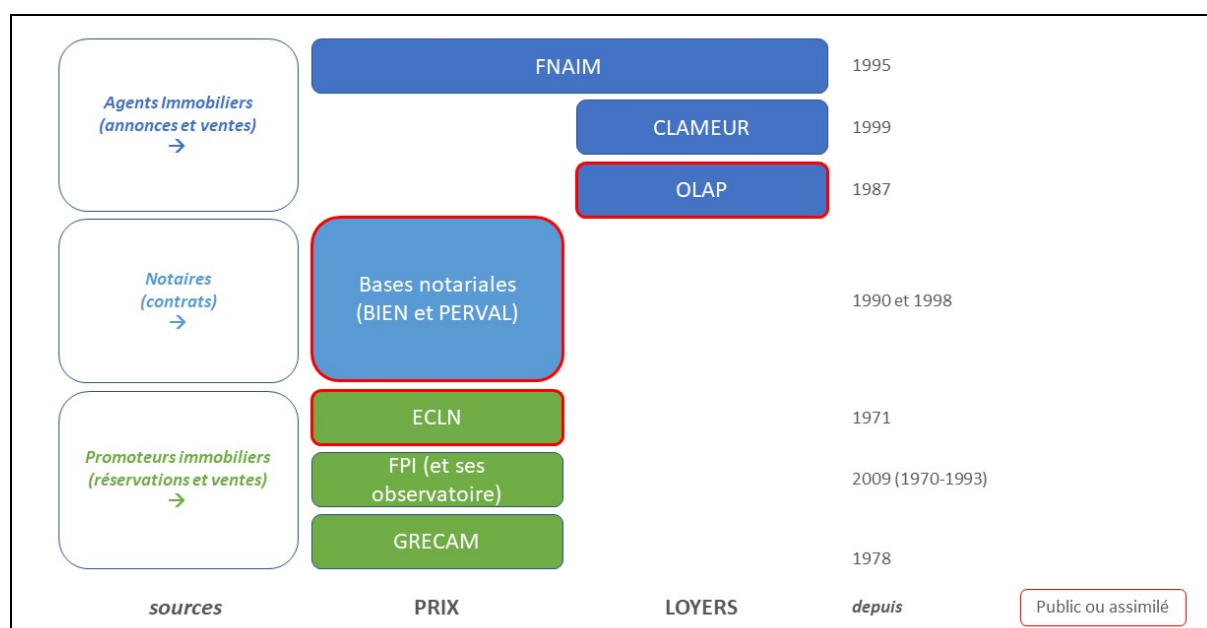 Agents Immobiliers
(annonces et ventes)
→
FNAIM
1995
CLAMEUR
1999
OLAP
1987
Notaires
(contrats)
→
Bases notariales
(BIEN et PERVAL)
1990 et 1998
Promoteurs immobiliers
(réservations et ventes)
→
ECLN
1971
FPI (et ses
observatoire)
2009 (1970-1993)
GRECAM
1978
sources
PRIX
LOYERS
depuis
Public ou assimilé